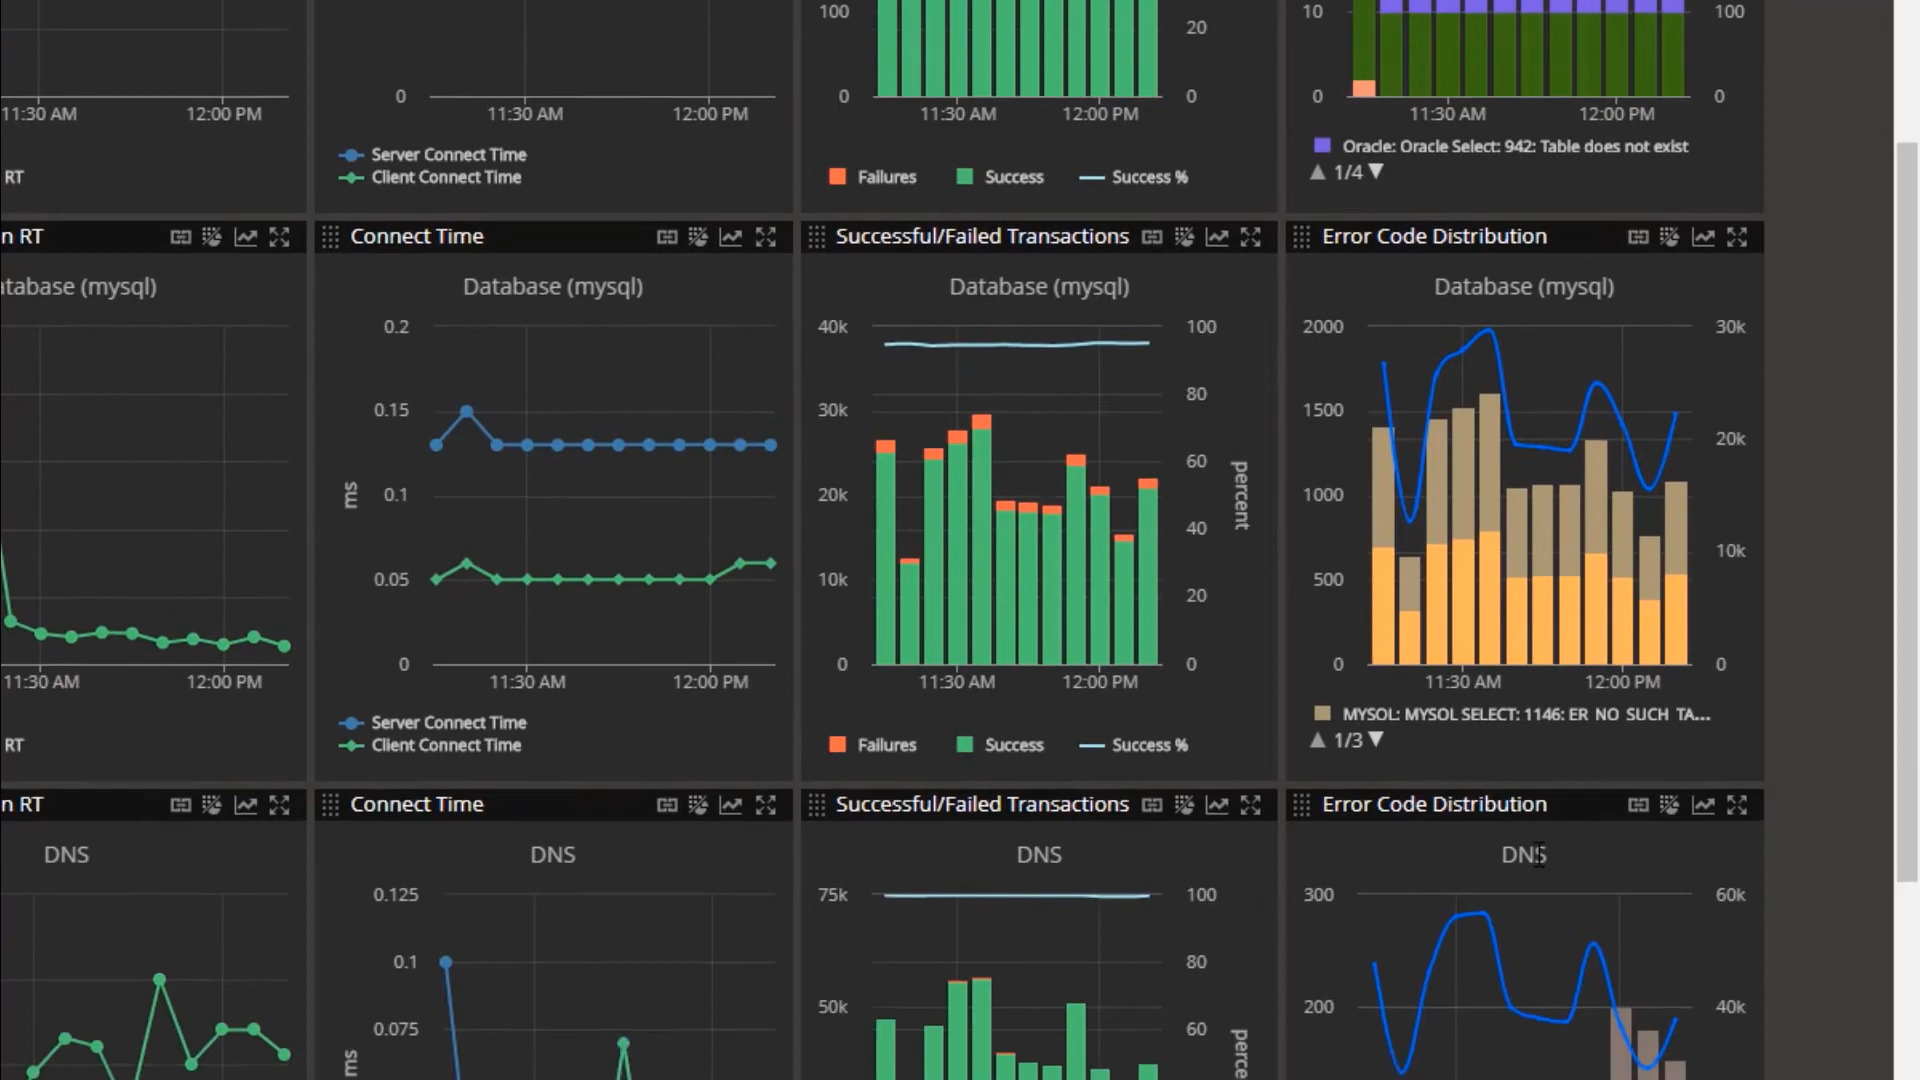 100
20
10
100
0
0
0
0
0
11:30 AM
12:00 PM
11:30 AM
12:00 PM
11:30 AM
12:00 PM
11:30 AM
12:00 PM
RT
Server Connect Time
Client Connect Time
Failures
Success
Success %
Oracle: Oracle Select: 942: Table does not exist
1/4
n RT
Connect Time
Successful/Failed Transactions
Error Code Distribution
atabase (mysql)
Database (mysql)
0.2
0.15
0.1
0.05
0
ms
11:30 AM
12:00 PM
11:30 AM
12:00 PM
RT
Server Connect Time
Client Connect Time
Database (mysql)
40k
30k
20k
10k
0
100
80
60
40
20
0
percent
11:30 AM
12:00 PM
Failures
Success
Success %
Database (mysql)
2000
1500
1000
500
0
30k
20k
10k
0
11:30 AM
12:00 PM
MYSQL: MYSQL SELECT: 1146: ER NO SUCH TA...
1/3
n RT
Connect Time
Successful/Failed Transactions
Error Code Distribution
DNS
DNS
0.125
0.1
0.075
ms
DNS
75k
50k
100
80
60
perce
DNS
300
200
60k
40k